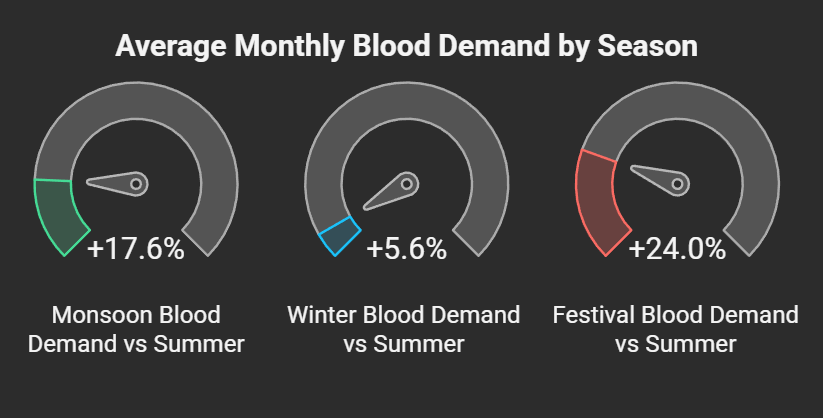 Average Monthly Blood Demand by Season
+17.6%
+5.6%
+24.0%
Monsoon Blood
Demand vs Summer
Winter Blood Demand
vs Summer
Festival Blood Demand
vs Summer